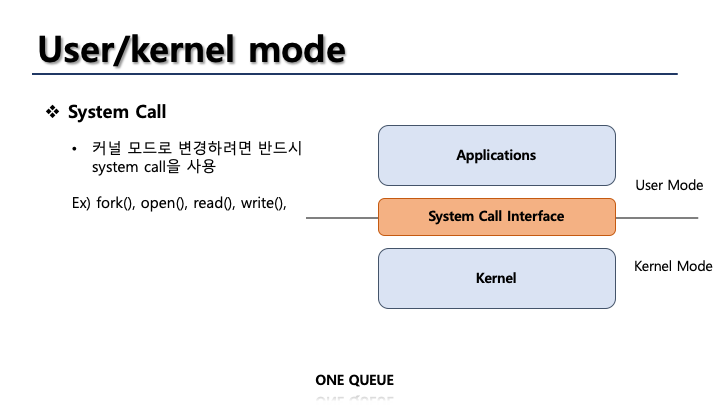 User/kernel mode
❖ System Call
• 커널 모드로 변경하려면 반드시
system call을 사용
Ex) fork(), open(), read(), write(),
Applications
User Mode
System Call Interface
Kernel Mode
Kernel
ONE QUEUE